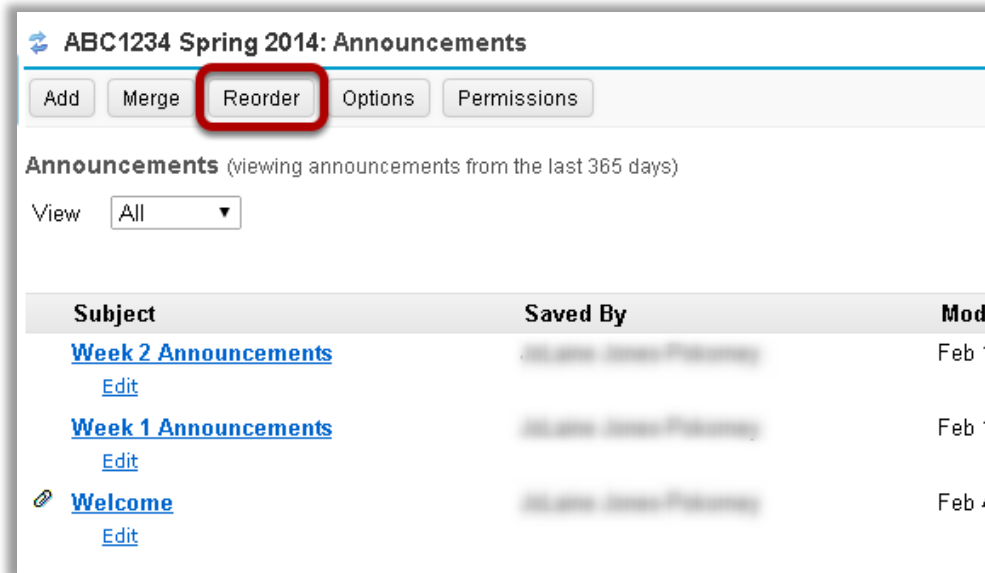 ABC1234 Spring 2014: Announcements
Add Merge Reorder Options Permissions
Announcements (viewing announcements from the last 365 days)
View All
Subject Saved By
Week 2 Announcements Feb
Edit
Week 1 Announcements Feb
Edit
Welcome Feb 4
Edit